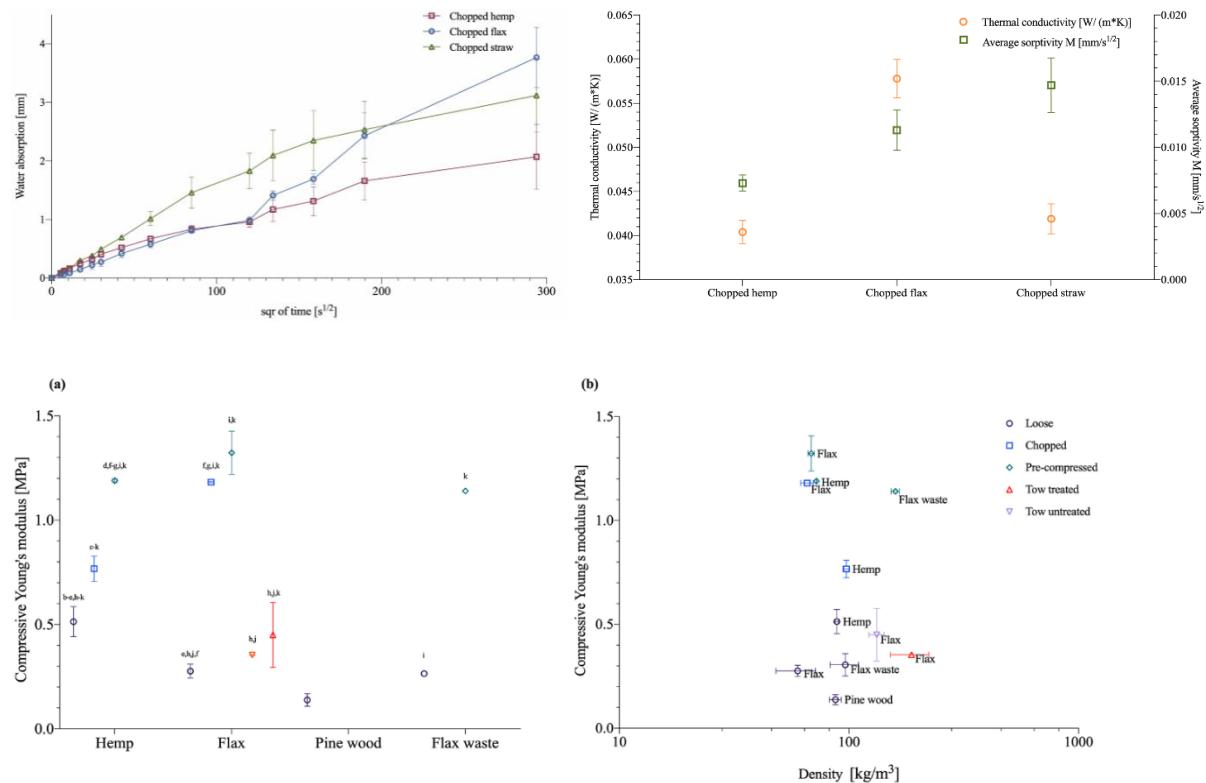 Chopped hemp
Chopped flax
Chopped straw
Water absorption [mm]
4
3
2
1
0
0
100
200
300
sqr of time [s1/2]
Thermal conductivity [W/ (m*K)]
Average sorptivity M [mm/s1/2]
Thermal conductivity [W/ (m*K)]
0.065
0.060
0.055
0.050
0.045
0.040
0.035
Average sorptivity M [mm/s1/2]
0.020
0.015
0.010
0.005
0.000
Chopped hemp
Chopped flax
Chopped straw
(a)
Compressive Young's modulus [MPa]
1.5
1.0
0.5
0.0
d,f-g,i,k
c-k
b-e,h-k
i,k
f,g,i,k
h,j,k
h,j
e,h,j,f
k
i
Hemp
Flax
Pine wood
Flax waste
(b)
Compressive Young's modulus [MPa]
1.5
1.0
0.5
0.0
Loose
Chopped
Pre-compressed
Tow treated
Tow untreated
Flax
Hemp
Flax
Flax waste
Hemp
Hemp
Flax
Flax
Flax waste
Flax
Pine wood
10
100
1000
Density [kg/m3]